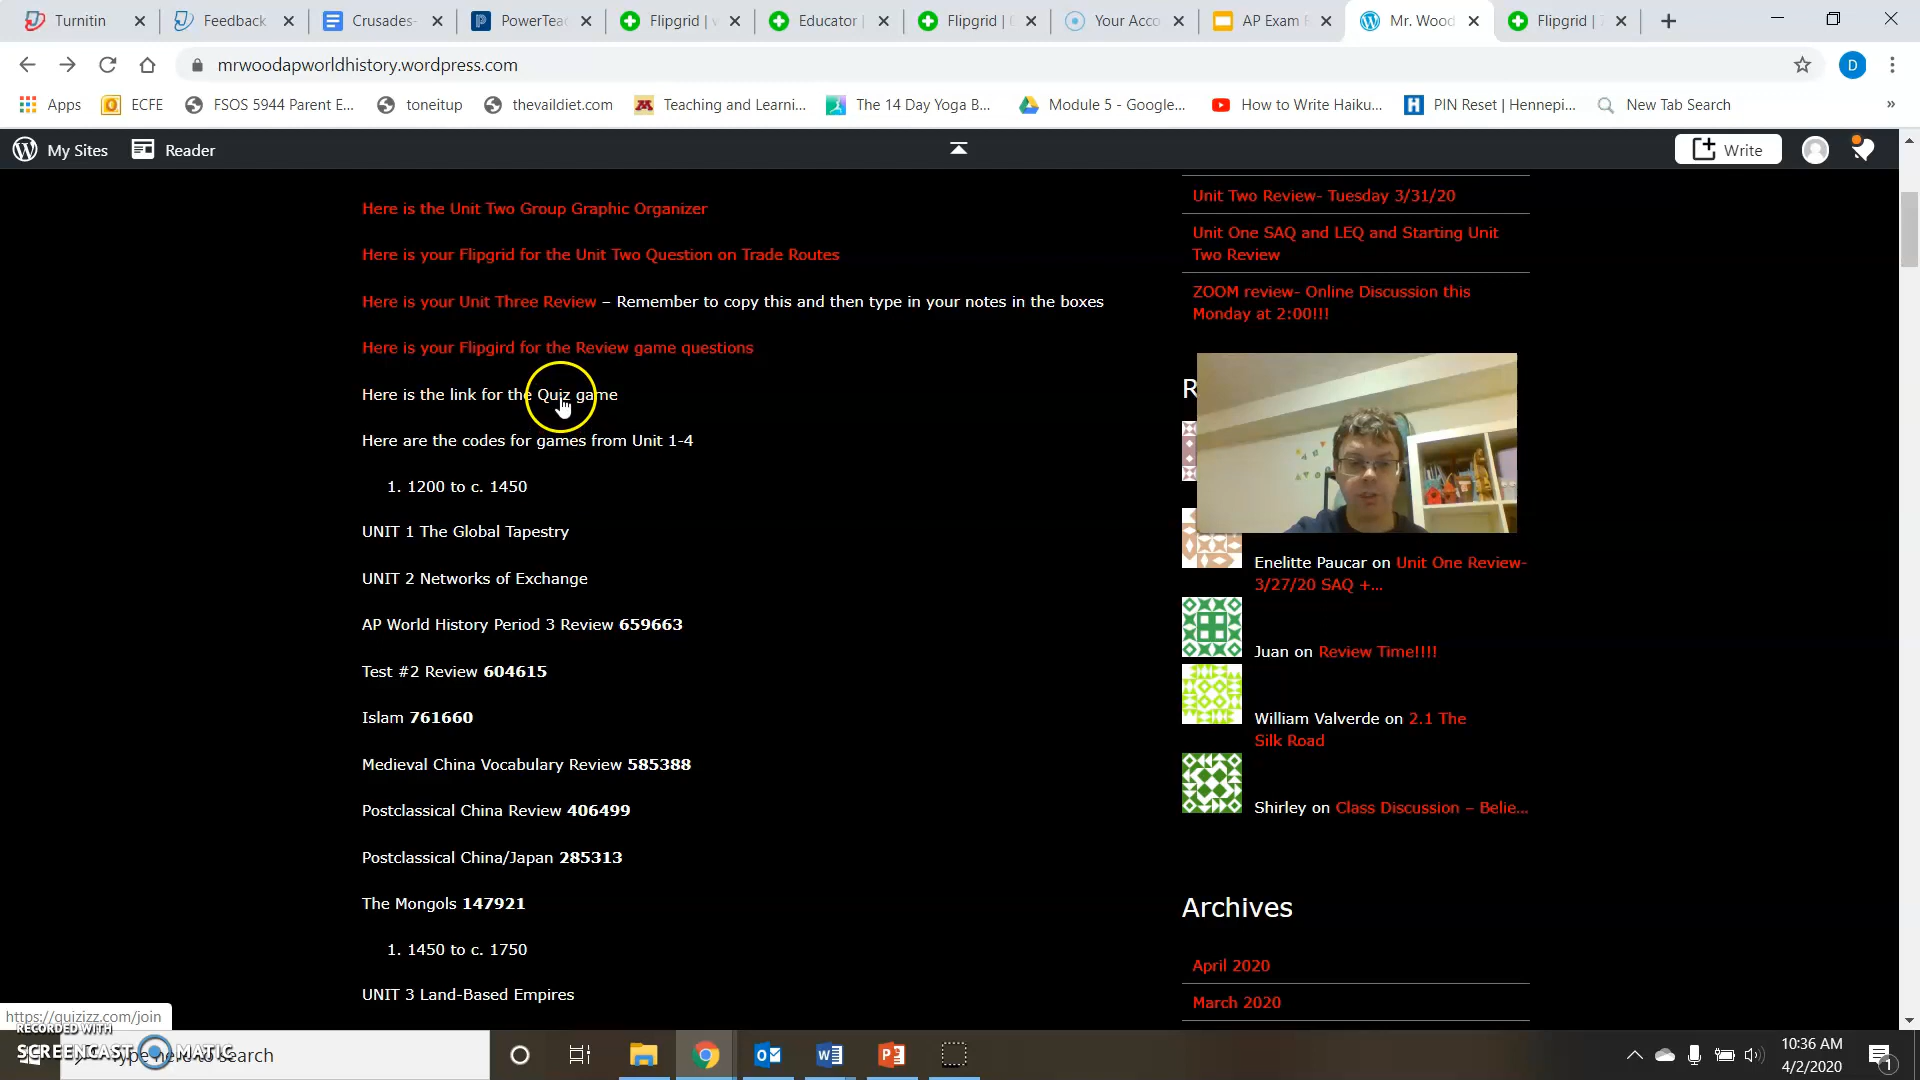 Turnitin
Feedback
Crusades-
PowerTea
Flipgrid |
Educator |
Flipgrid |
Your Acco
AP Exam
Mr. Wood
Flipgrid |
mrwoodapworldhistory.wordpress.com
D
Apps
ECFE
FSOS 5944 Parent E...
toneitup
thevaildiet.com
Teaching and Learni...
The 14 Day Yoga B...
Module 5 - Google...
How to Write Haiku...
PIN Reset | Hennepi...
New Tab Search
»
My Sites
Reader
Write
Here is the Unit Two Group Graphic Organizer
Here is your Flipgrid for the Unit Two Question on Trade Routes
Here is your Unit Three Review – Remember to copy this and then type in your notes in the boxes
Here is your Flipgird for the Review game questions
Here is the link for the Quiz game
Here are the codes for games from Unit 1-4
1. 1200 to c. 1450
UNIT 1 The Global Tapestry
UNIT 2 Networks of Exchange
AP World History Period 3 Review 659663
Test #2 Review 604615
Islam 761660
Medieval China Vocabulary Review 585388
Postclassical China Review 406499
Postclassical China/Japan 285313
The Mongols 147921
1. 1450 to c. 1750
UNIT 3 Land-Based Empires
Unit Two Review- Tuesday 3/31/20
Unit One SAQ and LEQ and Starting Unit
Two Review
ZOOM review- Online Discussion this
Monday at 2:00!!!
R
Enelitte Paucar on Unit One Review-
3/27/20 SAQ +...
Juan on Review Time!!!!
William Valverde on 2.1 The
Silk Road
Shirley on Class Discussion – Belie...
Archives
April 2020
March 2020
https://quizizz.com/join
RECORDED WITH
SCREENCAST MATIC
Type here to search
10:36 AM
4/2/2020
1